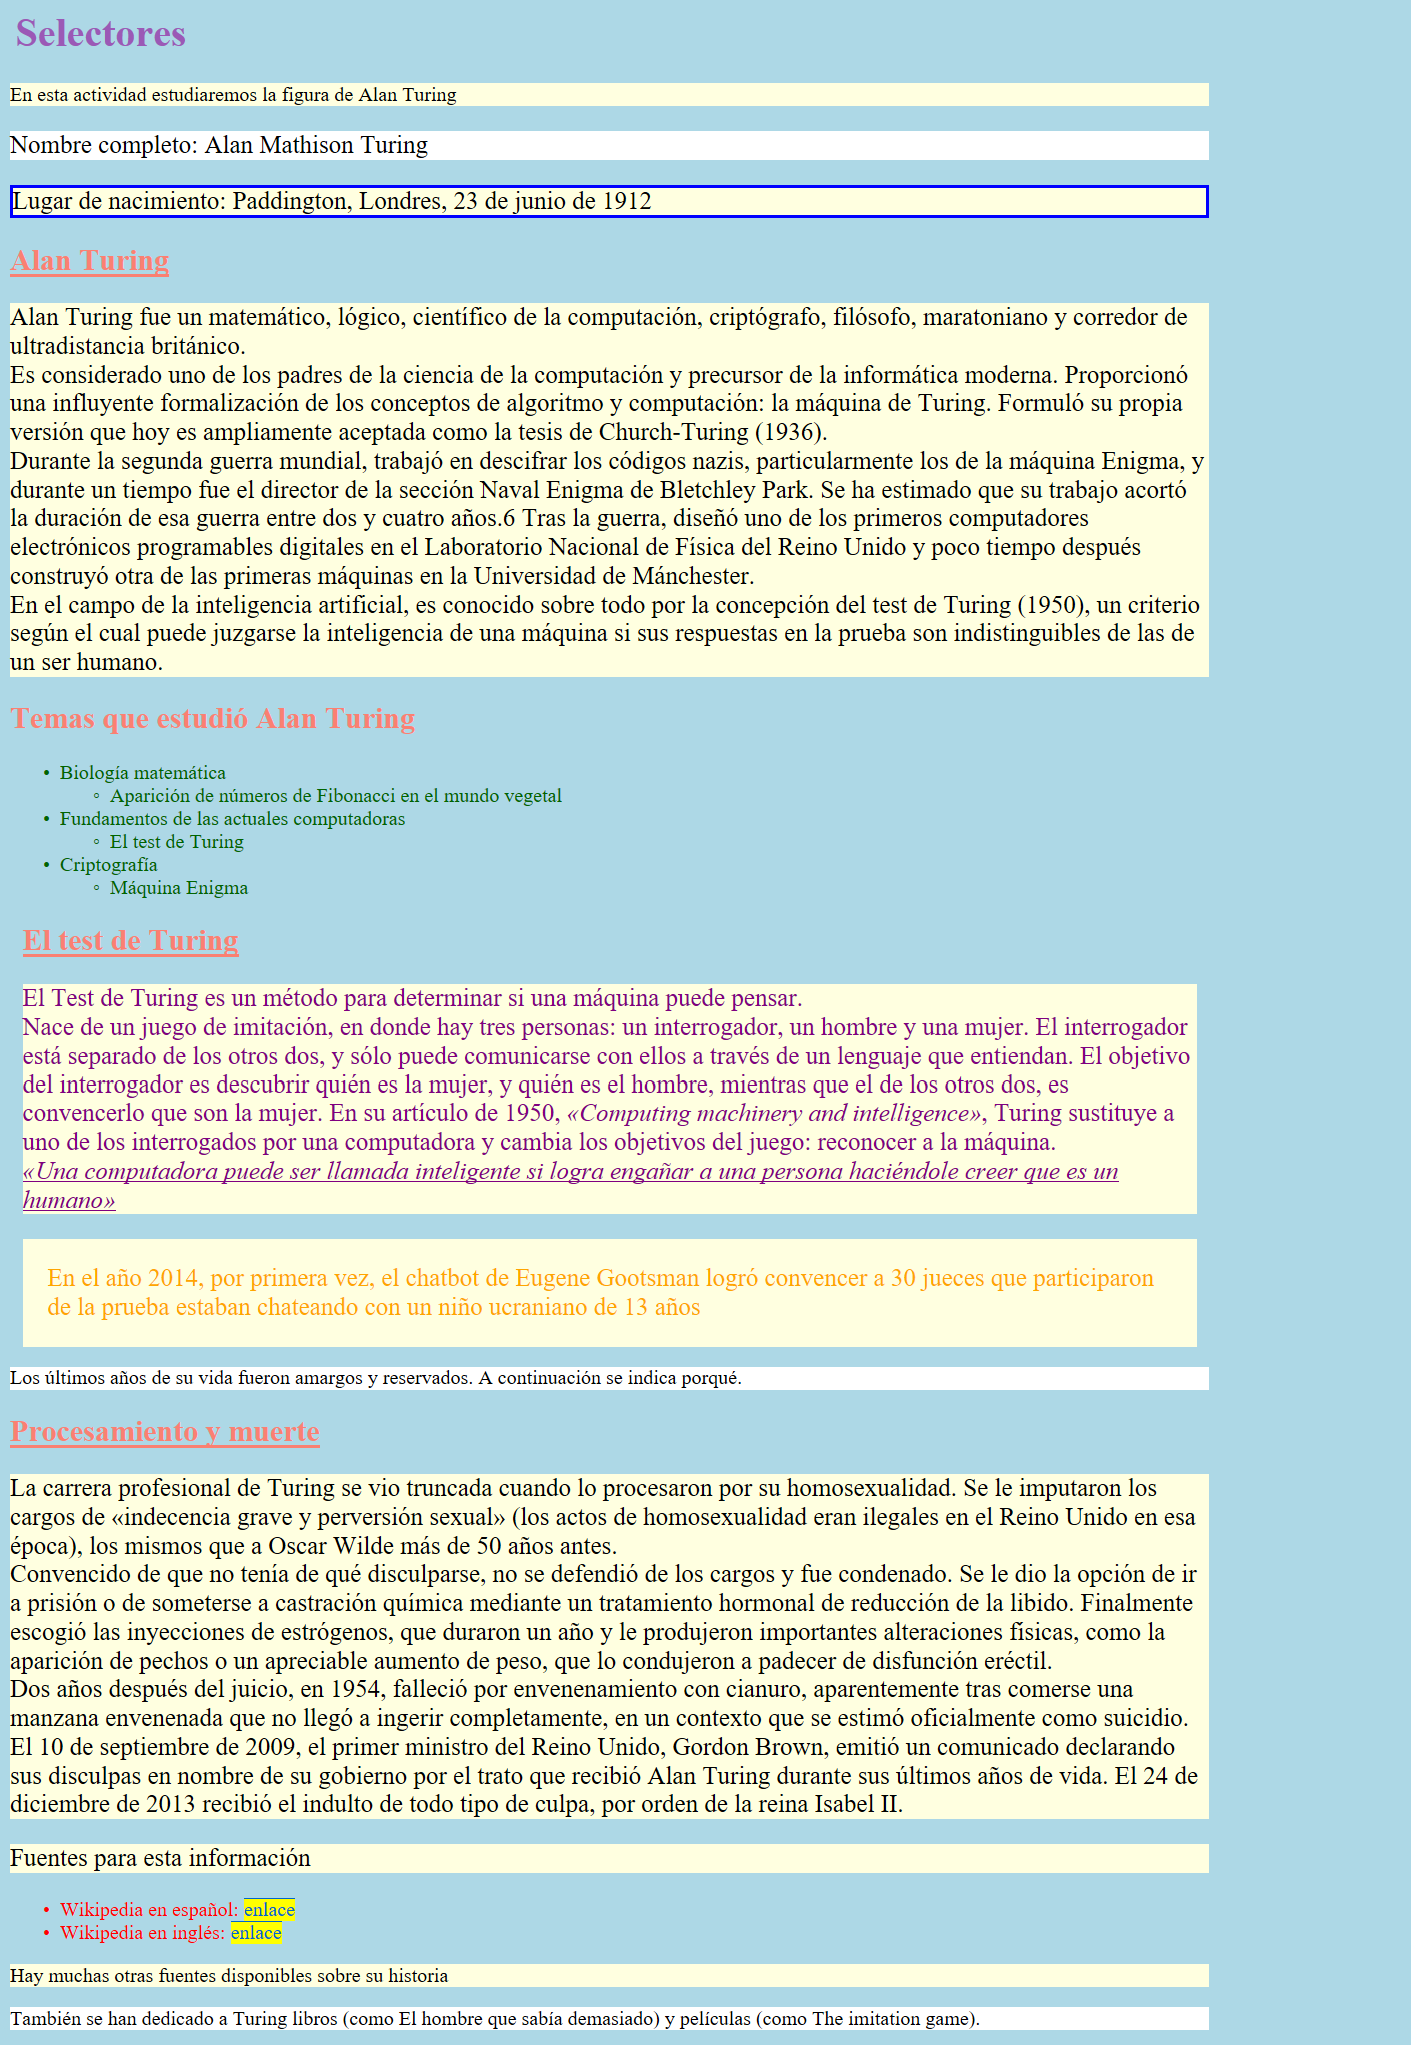 Selectores
En esta actividad estudiaremos la figura de Alan Turing
Nombre completo: Alan Mathison Turing
Lugar de nacimiento: Paddington, Londres, 23 de junio de 1912
Alan Turing
Alan Turing fue un matemático, lógico, científico de la computación, criptógrafo, filósofo, maratoniano y corredor de
ultradistancia británico.
Es considerado uno de los padres de la ciencia de la computación y precursor de la informática moderna. Proporcionó
una influyente formalización de los conceptos de algoritmo y computación: la máquina de Turing. Formuló su propia
versión que hoy es ampliamente aceptada como la tesis de Church-Turing (1936).
Durante la segunda guerra mundial, trabajó en descifrar los códigos nazis, particularmente los de la máquina Enigma, y
durante un tiempo fue el director de la sección Naval Enigma de Bletchley Park. Se ha estimado que su trabajo acortó
la duración de esa guerra entre dos y cuatro años.6 Tras la guerra, diseñó uno de los primeros computadores
electrónicos programables digitales en el Laboratorio Nacional de Física del Reino Unido y poco tiempo después
construyó otra de las primeras máquinas en la Universidad de Mánchester.
En el campo de la inteligencia artificial, es conocido sobre todo por la concepción del test de Turing (1950), un criterio
según el cual puede juzgarse la inteligencia de una máquina si sus respuestas en la prueba son indistinguibles de las de
un ser humano.
Temas que estudió Alan Turing
• Biología matemática
◦ Aparición de números de Fibonacci en el mundo vegetal
• Fundamentos de las actuales computadoras
◦ El test de Turing
• Criptografía
◦ Máquina Enigma
El test de Turing
El Test de Turing es un método para determinar si una máquina puede pensar.
Nace de un juego de imitación, en donde hay tres personas: un interrogador, un hombre y una mujer. El interrogador
está separado de los otros dos, y sólo puede comunicarse con ellos a través de un lenguaje que entiendan. El objetivo
del interrogador es descubrir quién es la mujer, y quién es el hombre, mientras que el de los otros dos, es
convencerlo que son la mujer. En su artículo de 1950, «Computing machinery and intelligence», Turing sustituye a
uno de los interrogados por una computadora y cambia los objetivos del juego: reconocer a la máquina.
«Una computadora puede ser llamada inteligente si logra engañar a una persona haciéndole creer que es un
humano»
En el año 2014, por primera vez, el chatbot de Eugene Gootsman logró convencer a 30 jueces que participaron
de la prueba estaban chateando con un niño ucraniano de 13 años
Los últimos años de su vida fueron amargos y reservados. A continuación se indica porqué.
Procesamiento y muerte
La carrera profesional de Turing se vio truncada cuando lo procesaron por su homosexualidad. Se le imputaron los
cargos de «indecencia grave y perversión sexual» (los actos de homosexualidad eran ilegales en el Reino Unido en esa
época), los mismos que a Oscar Wilde más de 50 años antes.
Convencido de que no tenía de qué disculparse, no se defendió de los cargos y fue condenado. Se le dio la opción de ir
a prisión o de someterse a castración química mediante un tratamiento hormonal de reducción de la libido. Finalmente
escogió las inyecciones de estrógenos, que duraron un año y le produjeron importantes alteraciones físicas, como la
aparición de pechos o un apreciable aumento de peso, que lo condujeron a padecer de disfunción eréctil.
Dos años después del juicio, en 1954, falleció por envenenamiento con cianuro, aparentemente tras comerse una
manzana envenenada que no llegó a ingerir completamente, en un contexto que se estimó oficialmente como suicidio.
El 10 de septiembre de 2009, el primer ministro del Reino Unido, Gordon Brown, emitió un comunicado declarando
sus disculpas en nombre de su gobierno por el trato que recibió Alan Turing durante sus últimos años de vida. El 24 de
diciembre de 2013 recibió el indulto de todo tipo de culpa, por orden de la reina Isabel II.
Fuentes para esta información
• Wikipedia en español: enlace
• Wikipedia en inglés: enlace
Hay muchas otras fuentes disponibles sobre su historia
También se han dedicado a Turing libros (como El hombre que sabía demasiado) y películas (como The imitation game).